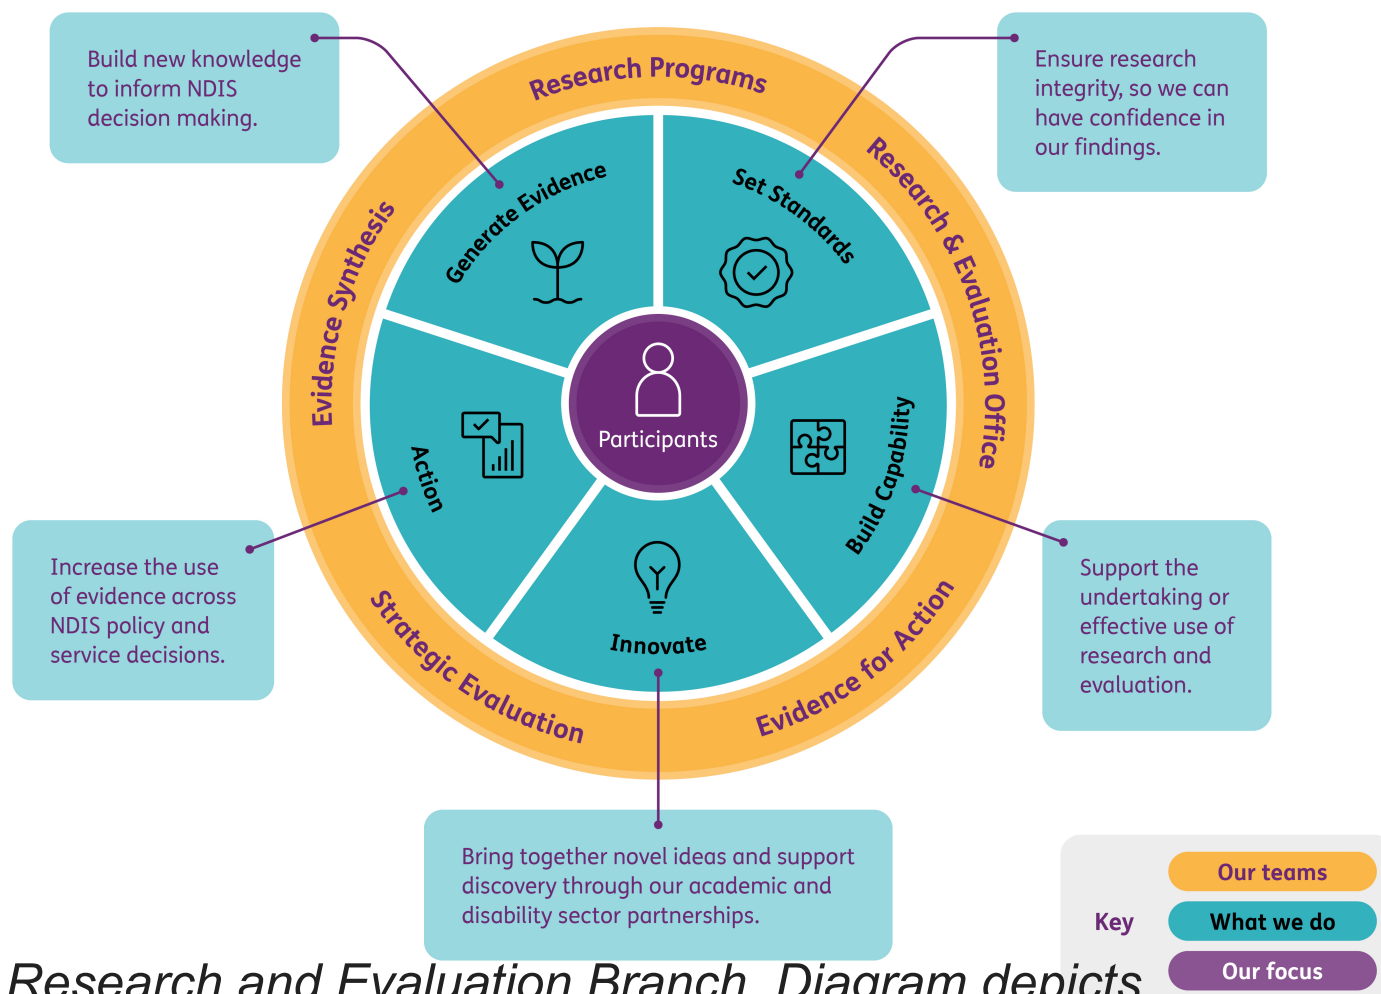 Build new knowledge
to inform NDIS
decision making.
Research Programs
Ensure research
integrity, so we can
have confidence in
our findings.
Generate Evidence
Set Standards
Research & Evaluation Office
Evidence Synthesis
Participants
Action
Build Capability
Innovate
Increase the use
of evidence across
NDIS policy and
service decisions.
Strategic Evaluation
Evidence for Action
Support the
undertaking or
effective use of
research and
evaluation.
Bring together novel ideas and support
discovery through our academic and
disability sector partnerships.
Key
Our teams
What we do
Our focus
Research and Evaluation Branch. Diagram depicts